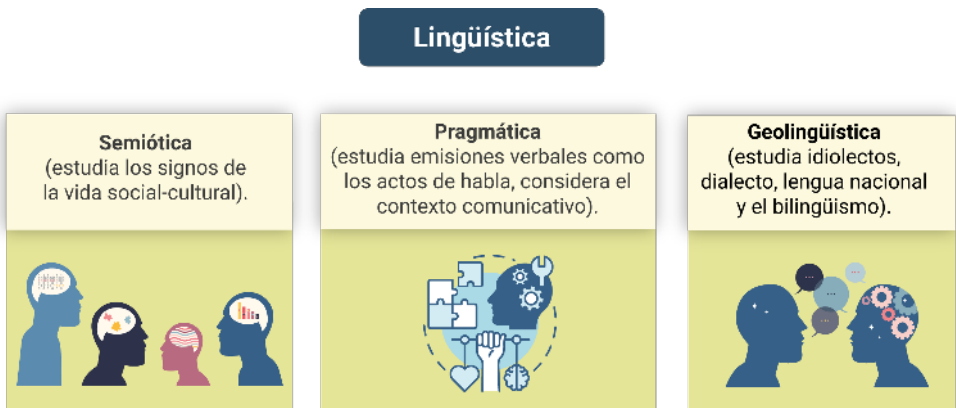 Lingüística
Semiótica
(estudia los signos de
la vida social-cultural).
Pragmática
(estudia emisiones verbales como
los actos de habla, considera el
contexto comunicativo).
Geolingüística
(estudia idiolectos,
dialecto, lengua nacional
y el bilingüismo).